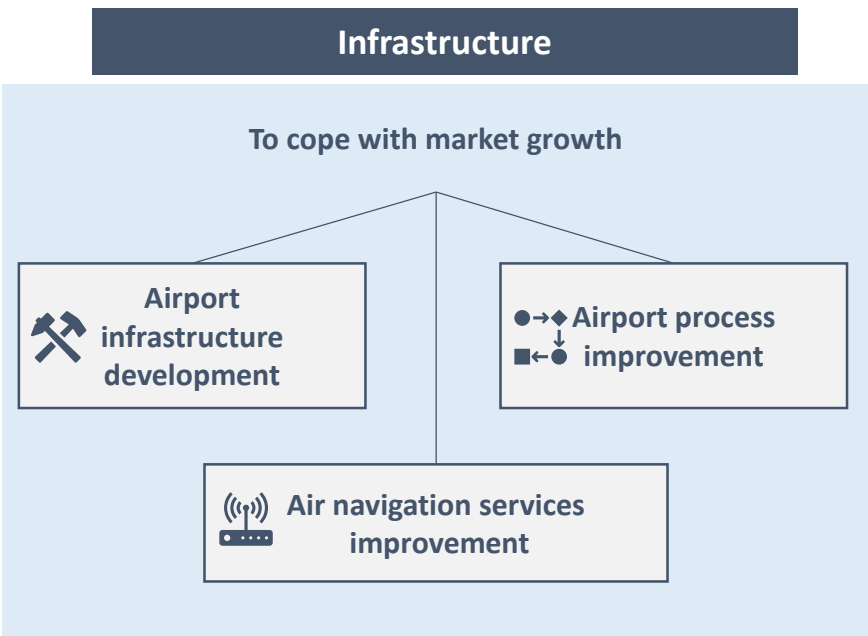 Infrastructure
To cope with market growth
Airport
infrastructure
development
Airport process
improvement
Air navigation services
improvement